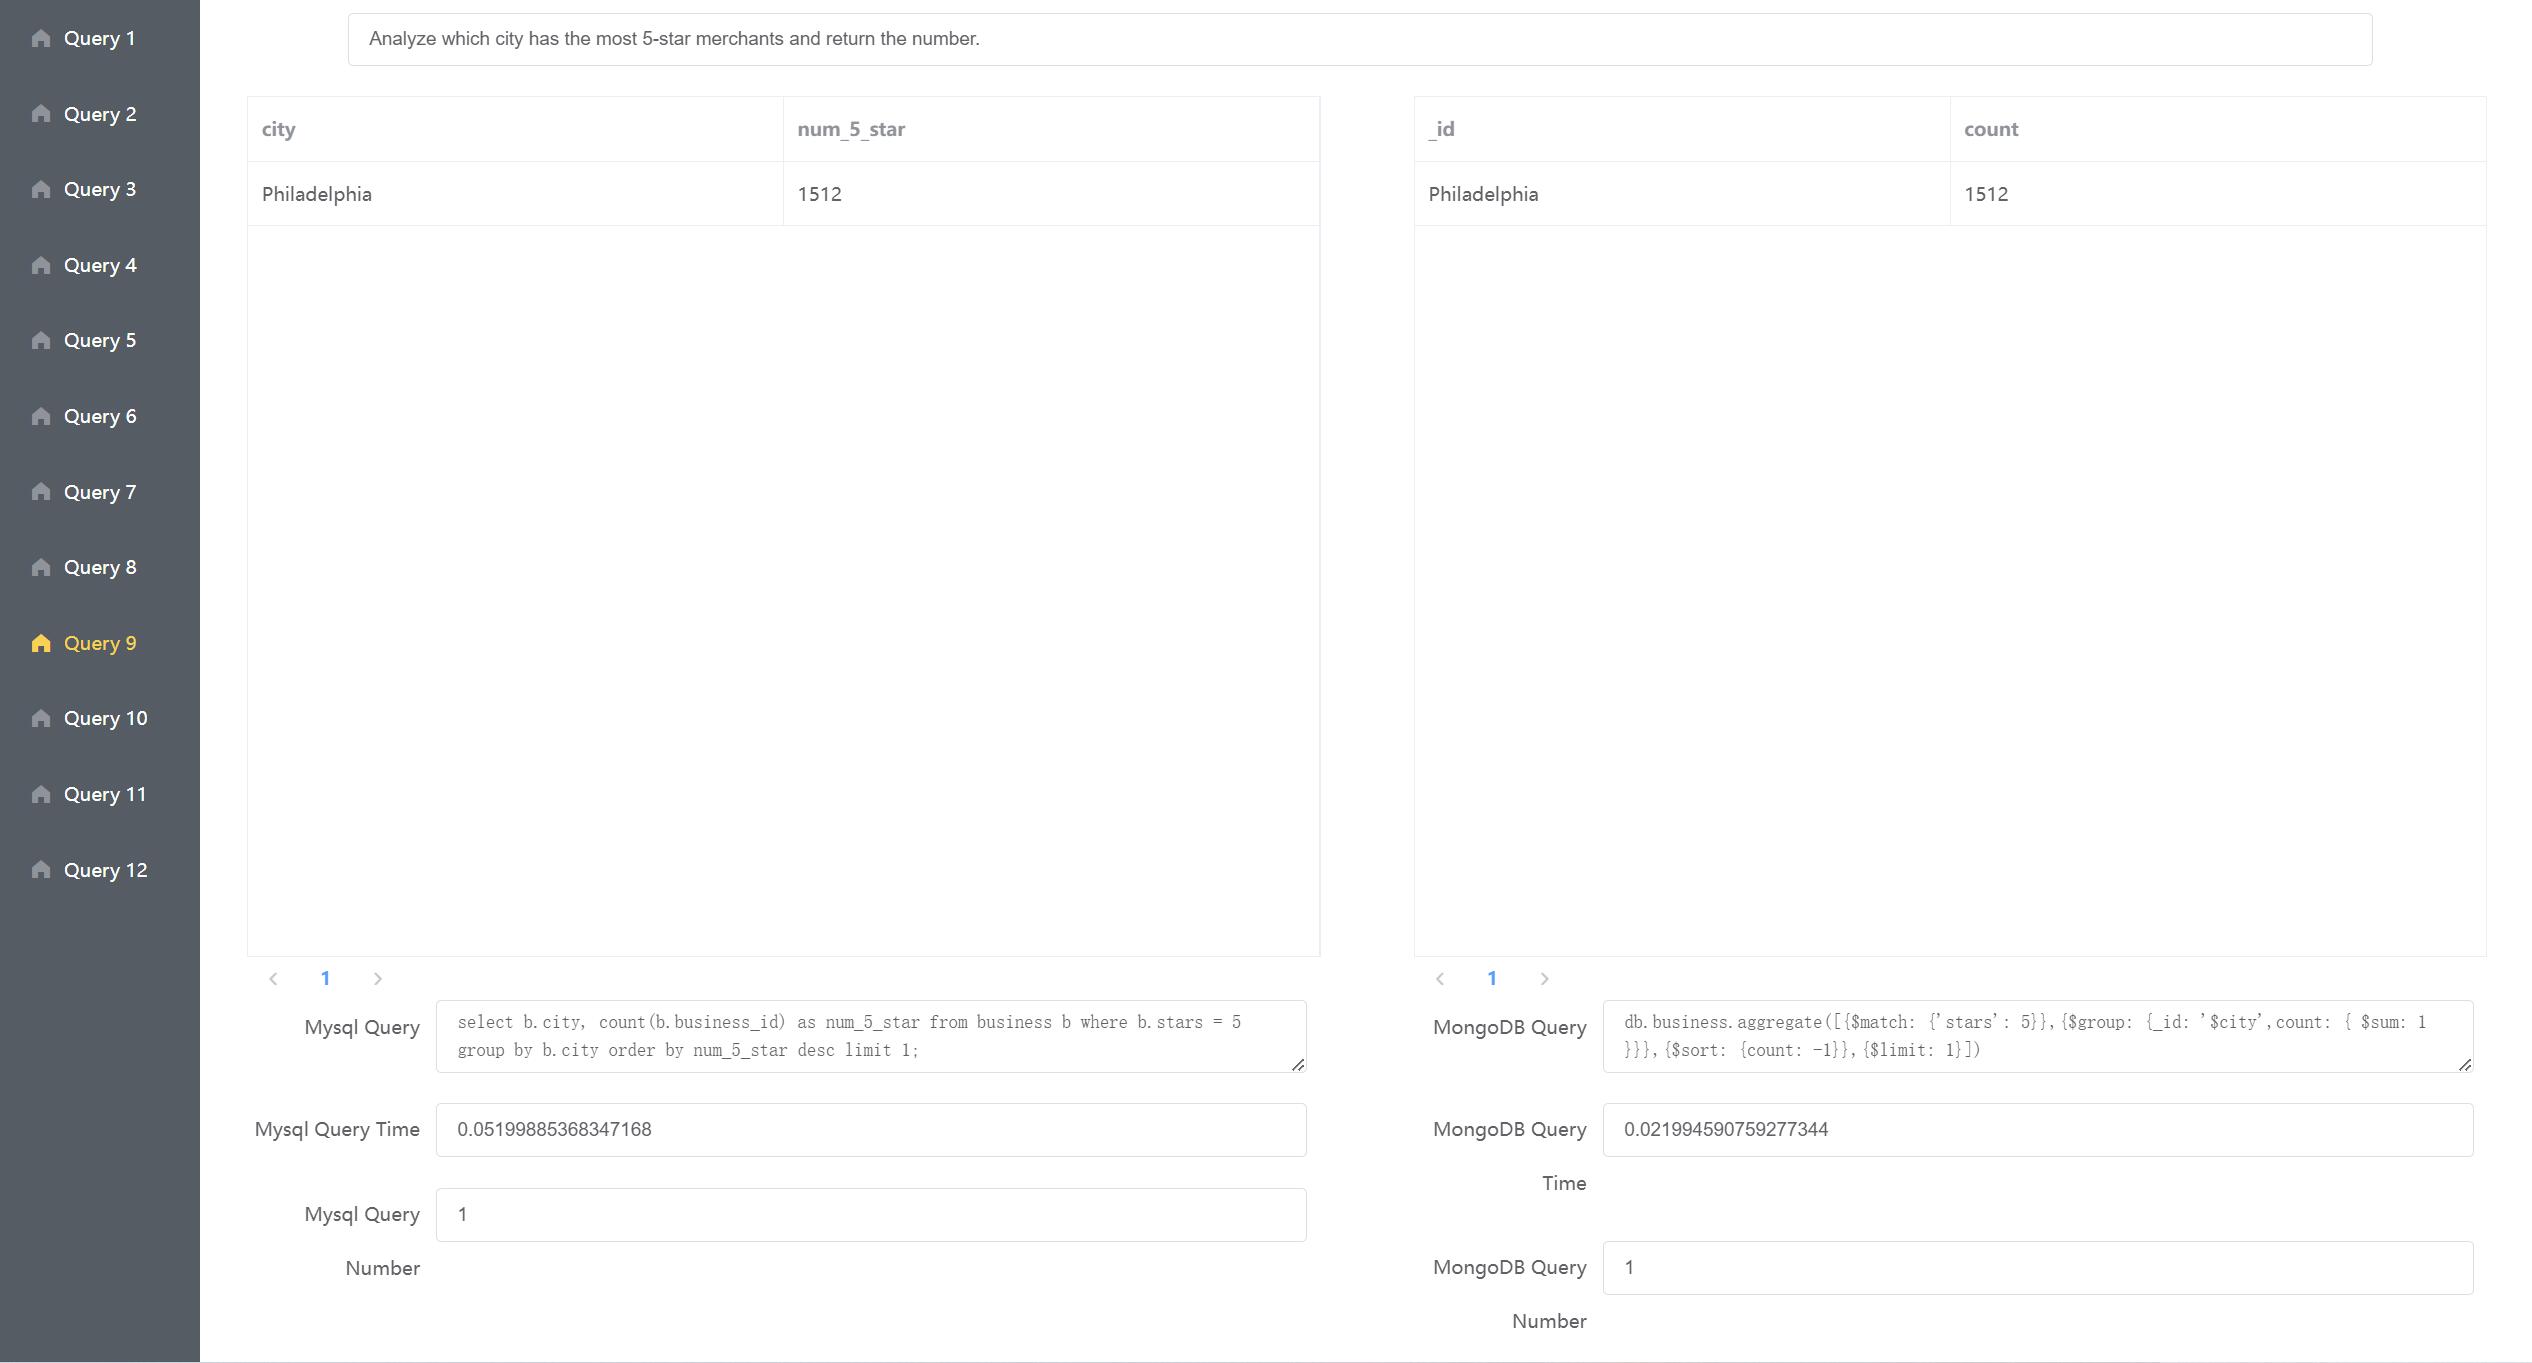 Query 1
Query 2
Query 3
Query 4
Query 5
Query 6
Query 7
Query 8
Query 9
Query 10
Query 11
Query 12
Analyze which city has the most 5-star merchants and return the number.
city num_5_star
Philadelphia 1512
1
Mysql Query
select b.city, count(b.business_id) as num_5_star from business b where b.stars = 5
group by b.city order by num_5_star desc limit 1;
Mysql Query Time 0.05199885368347168
Mysql Query 1
Number
_id count
Philadelphia 1512
1
MongoDB Query
db.business.aggregate([{$match: {'stars': 5}},{$group: {_id: '$city',count: { $sum: 1
}}},{$sort: {count: -1}},{$limit: 1}])
MongoDB Query 0.021994590759277344
Time
MongoDB Query 1
Number